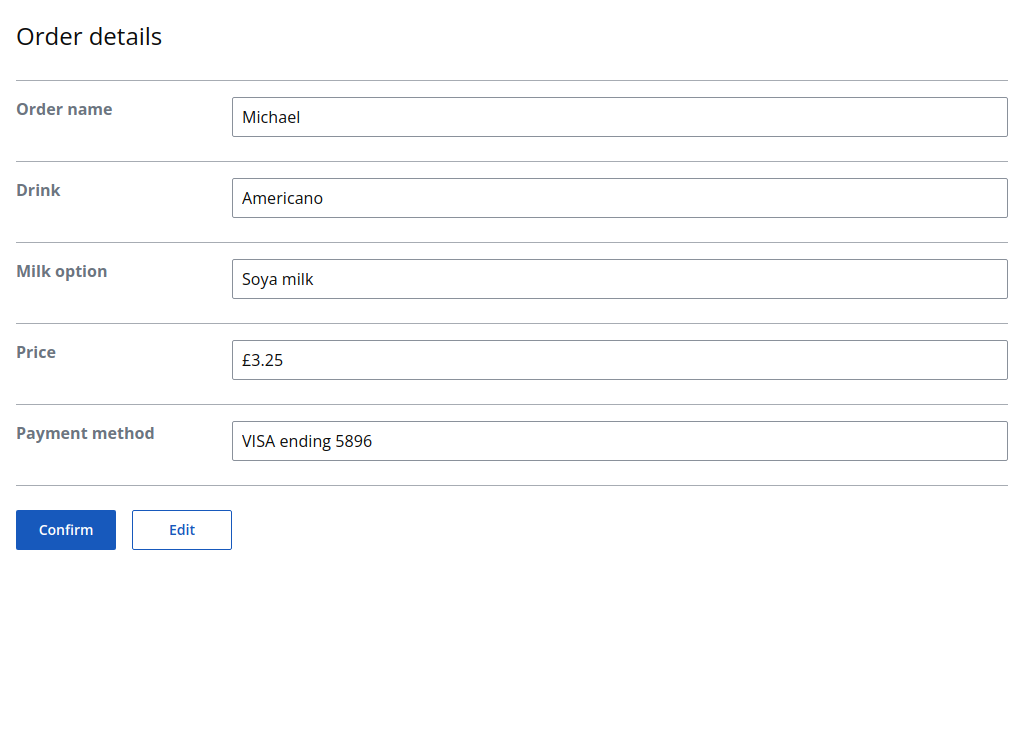 Order details
Order name
Michael
Drink
Americano
Milk option
Soya milk
Price
£3.25
Payment method
VISA ending 5896
Confirm Edit